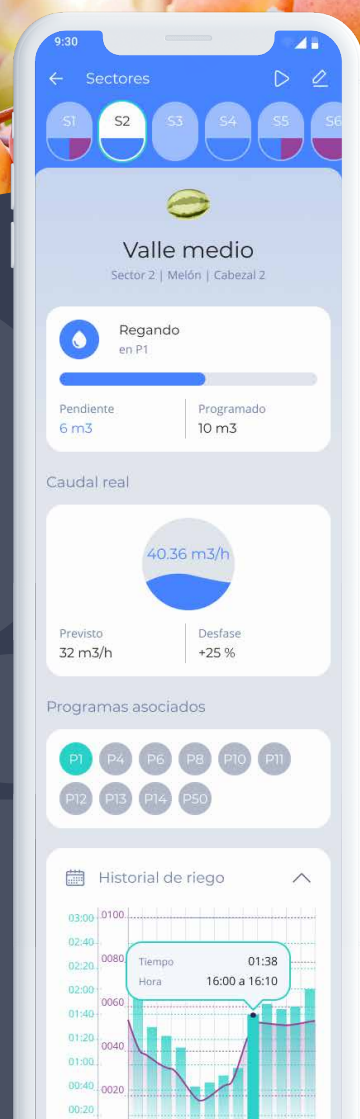 9:30
Sectores
S1 S2 S3 S4 S5 S6
Valle medio
Sector 2 | Melón | Cabezal 2
Regando
en P1
Pendiente Programado
6 m3 10 m3
Caudal real
40.36 m3/h
Previsto Desfase
32 m3/h +25 %
Programas asociados
P1 P4 P6 P8 P10 P11
P12 P13 P14 P50
Historial de riego
03:00 0100
02:40
02:20 0080
02:00
01:40 0060
01:20
01:00 0040
00:40
00:20 0020
Tiempo 01:38
Hora 16:00 a 16:10